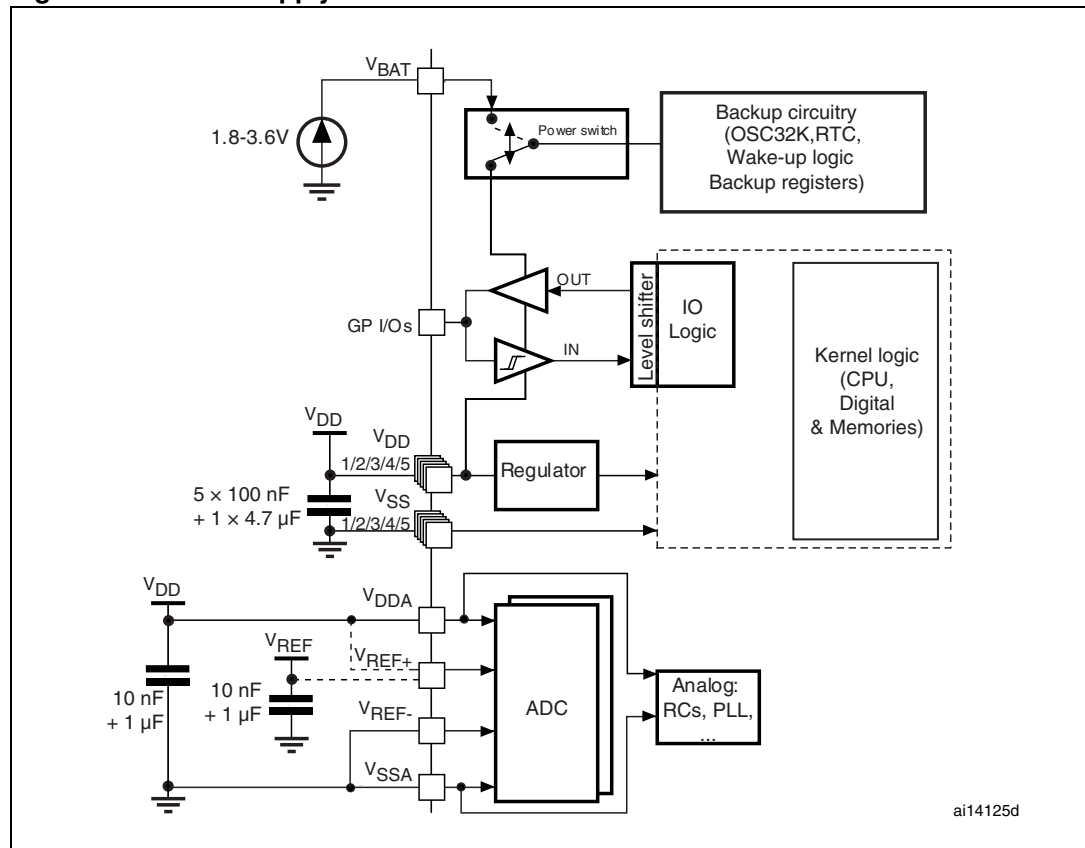 V_BAT
1.8-3.6V
Power switch
Backup circuitry
(OSC32K,RTC,
Wake-up logic
Backup registers)
GP I/Os
OUT
IN
Level shifter
IO
Logic
Kernel logic
(CPU,
Digital
& Memories)
V_DD
V_DD
1/2/3/4/5
Regulator
5 × 100 nF
+ 1 × 4.7 µF
V_SS
1/2/3/4/5
V_DD
V_DDA
V_REF
V_REF+
10 nF
+ 1 µF
10 nF
+ 1 µF
V_REF-
V_SSA
ADC
Analog:
RCs, PLL,
...
ai14125d